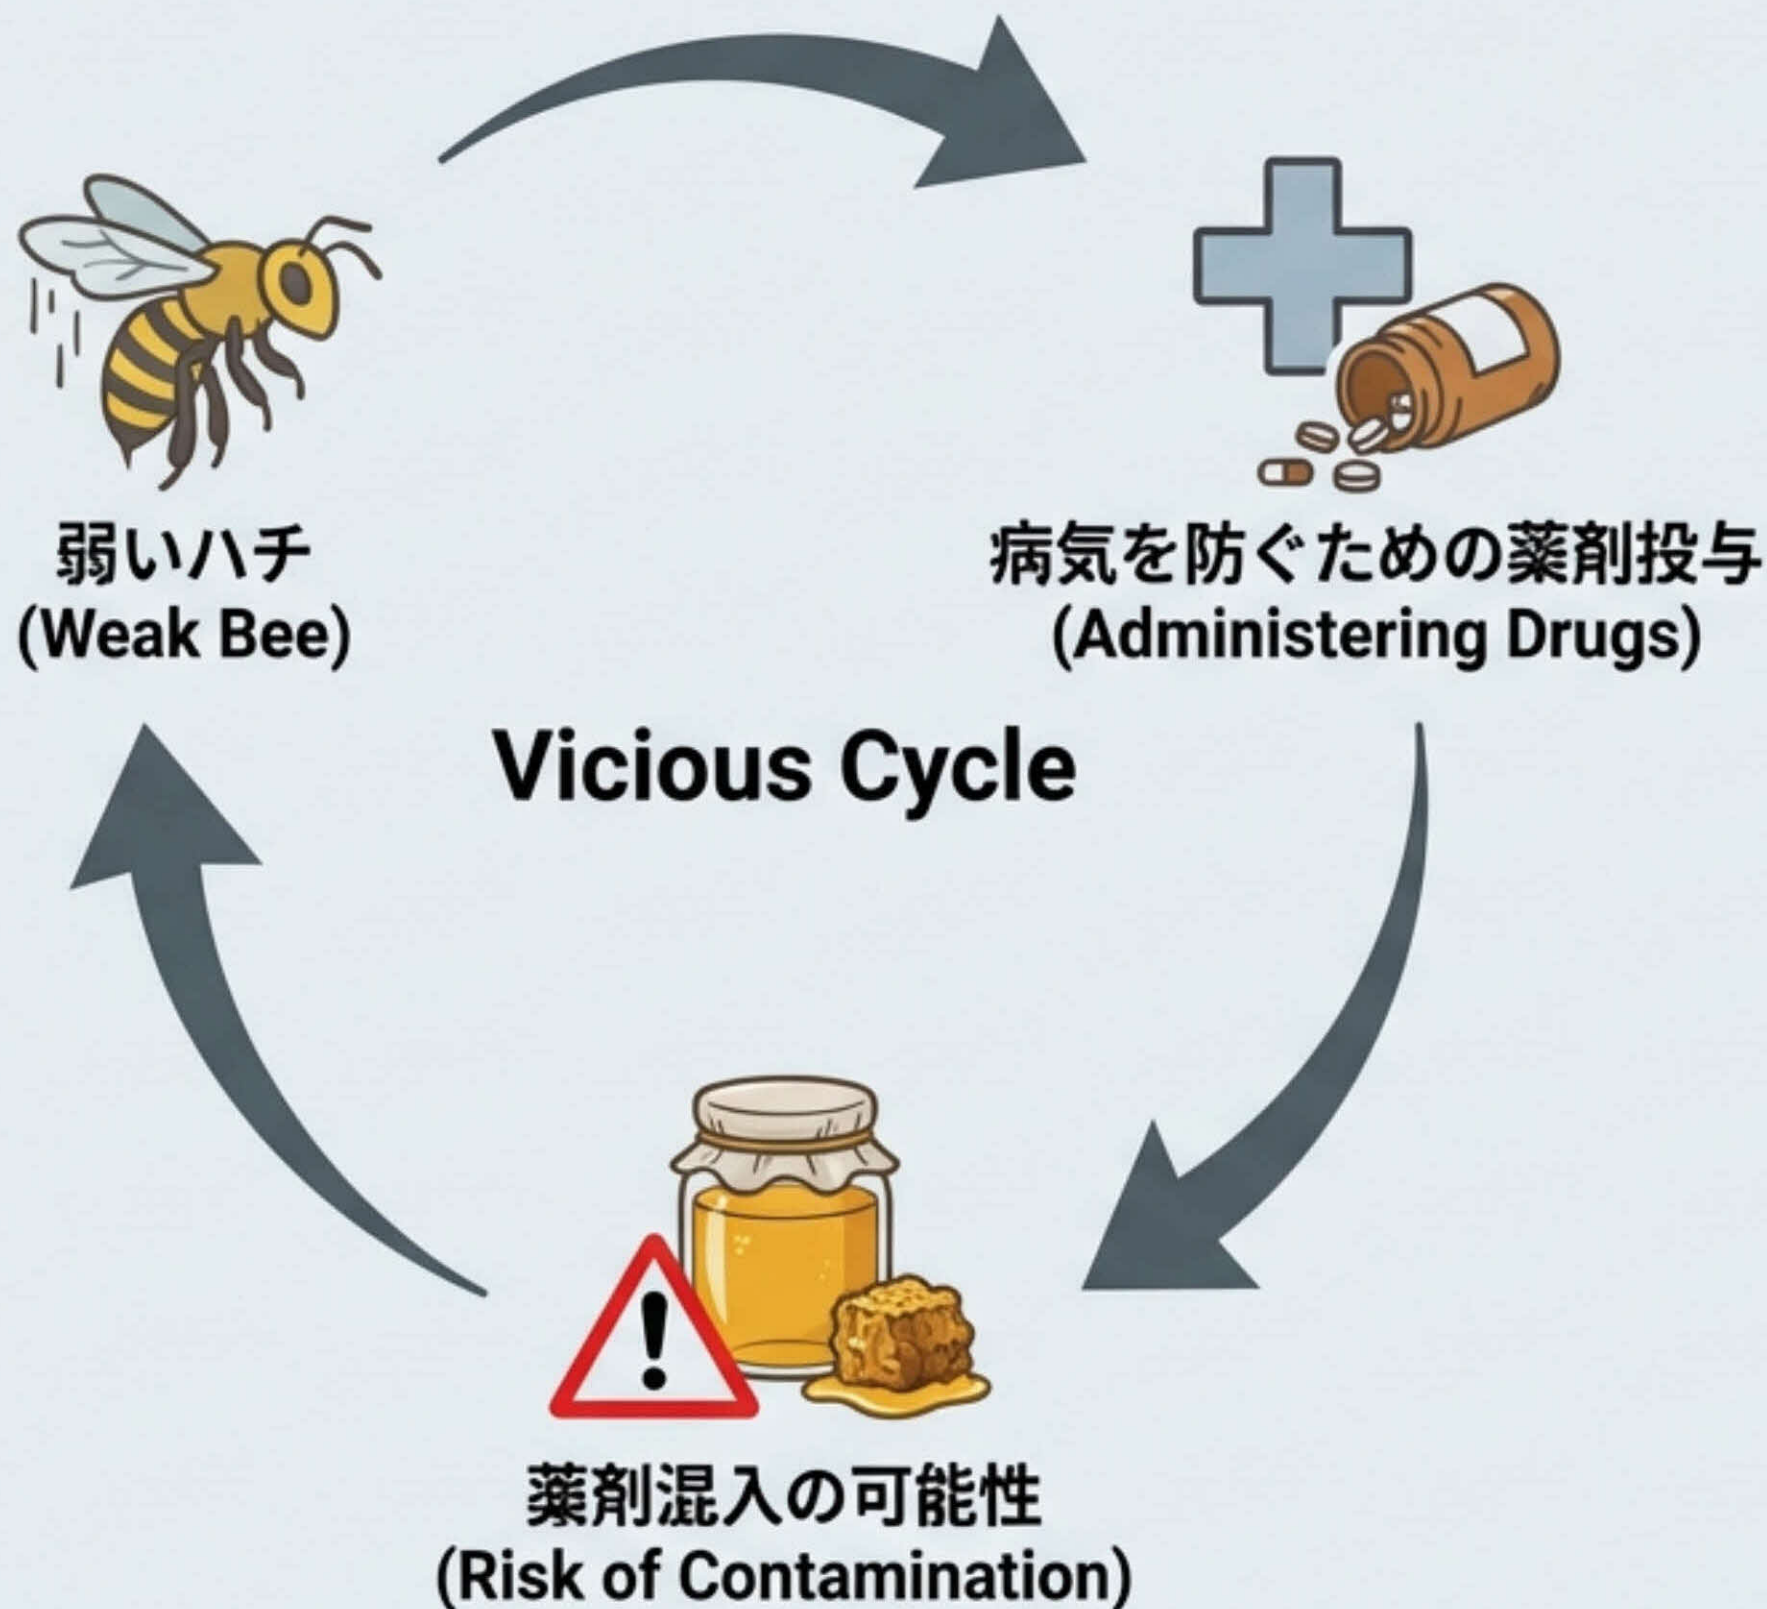 弱いハチ
(Weak Bee)
病気を防ぐための薬剤投与
(Administering Drugs)
Vicious Cycle
薬剤混入の可能性
(Risk of Contamination)